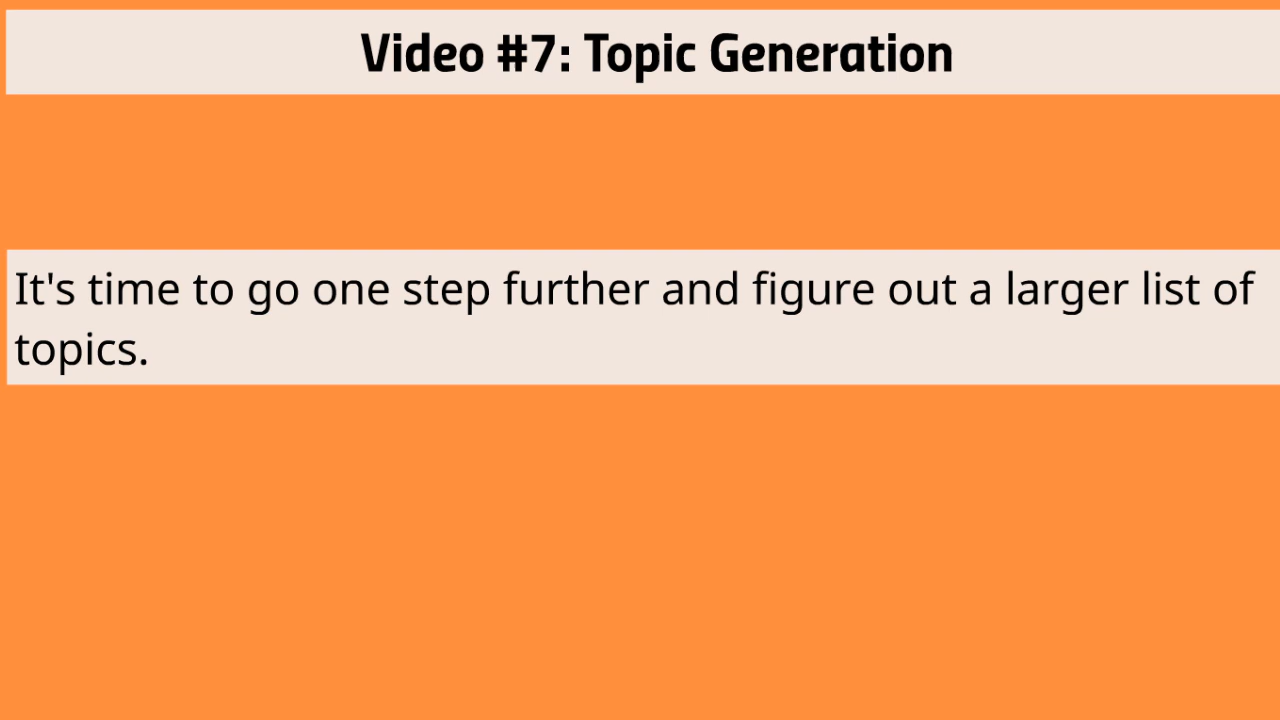 Video #7: Topic Generation
It's time to go one step further and figure out a larger list of
topics.